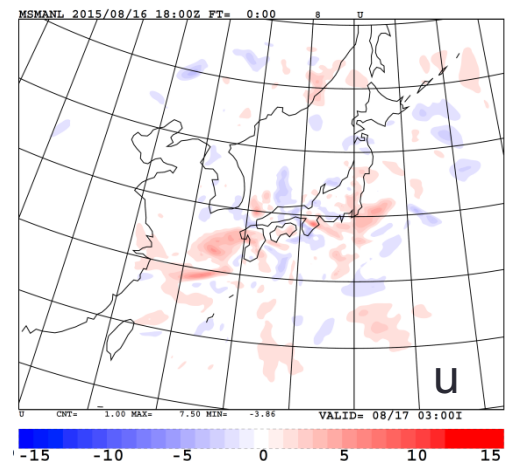 MSMANL 2015/08/16 18:00Z FT= 0:00 8 U
u
U CNT= 1.00 MAX= 7.50 MIN= -3.86 VALID= 08/17 03:00I
-15 -10 -5 0 5 10 15